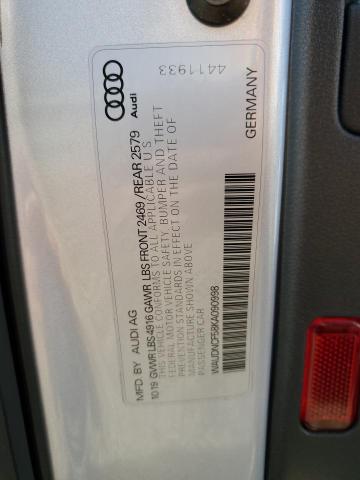 MFD. BY AUDI AG
10/19 GVWR LBS 4916 GAWR LBS FRONT 2469 / REAR 2579
THIS VEHICLE CONFORMS TO ALL APPLICABLE U S
FEDERAL MOTOR VEHICLE SAFETY, BUMPER AND THEFT
PREVENTION STANDARDS IN EFFECT ON THE DATE OF
MANUFACTURE SHOWN ABOVE
PASSENGER CAR
WAUDNCF58KA090998
Audi
4411933
GERMANY